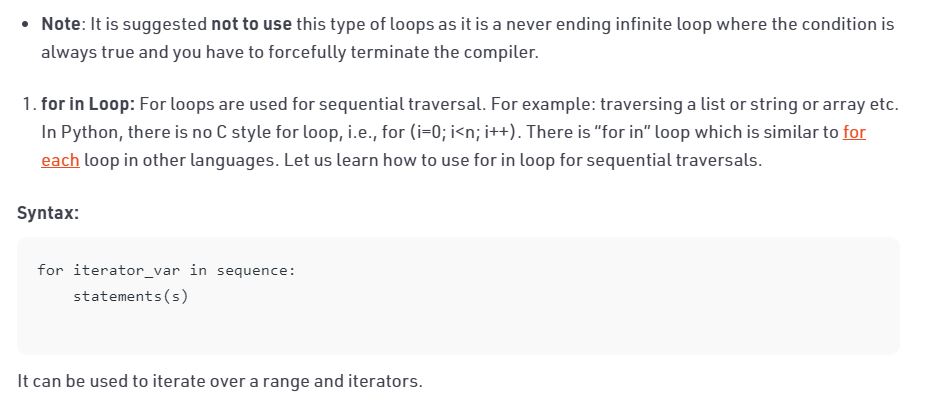 • Note: It is suggested not to use this type of loops as it is a never ending infinite loop where the condition is
always true and you have to forcefully terminate the compiler.
1. for in Loop: For loops are used for sequential traversal. For example: traversing a list or string or array etc.
In Python, there is no C style for loop, i.e., for (i=0; i<n; i++). There is “for in” loop which is similar to for
each loop in other languages. Let us learn how to use for in loop for sequential traversals.
Syntax:
for iterator_var in sequence:
    statements(s)
It can be used to iterate over a range and iterators.